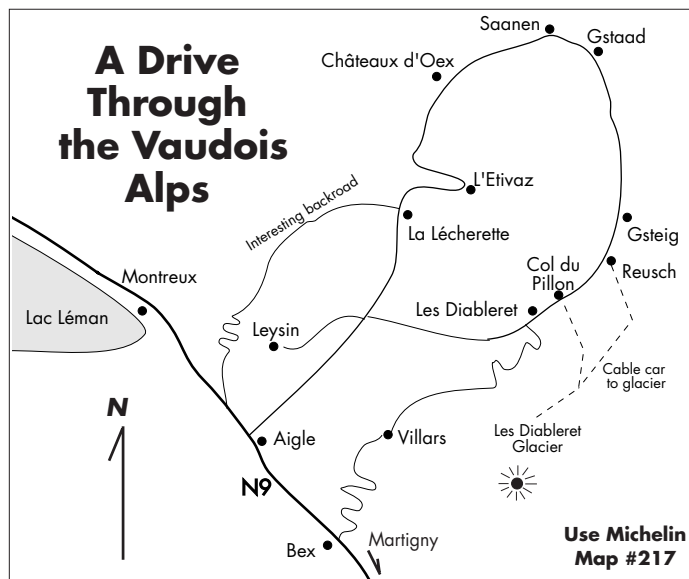 A Drive
Through
the Vaudois
Alps
Saanen
Gstaad
Châteaux d'Oex
L'Etivaz
Interesting backroad
La Lécherette
Gsteig
Reusch
Col du
Pillon
Les Diableret
Montreux
Lac Léman
Leysin
Cable car
to glacier
N
Aigle
Villars
Les Diableret
Glacier
N9
Bex
Martigny
Use Michelin
Map #217